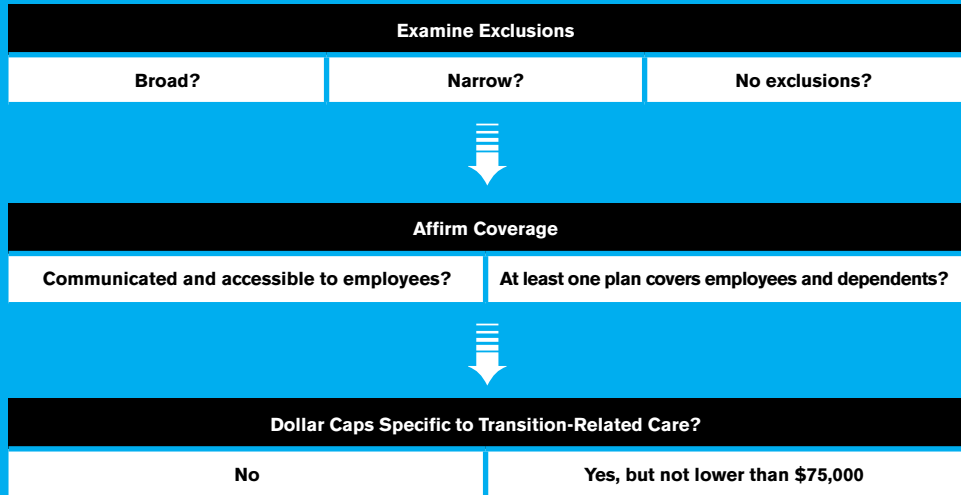 Examine Exclusions
Broad?
Narrow?
No exclusions?
Affirm Coverage
Communicated and accessible to employees?
At least one plan covers employees and dependents?
Dollar Caps Specific to Transition-Related Care?
No
Yes, but not lower than $75,000